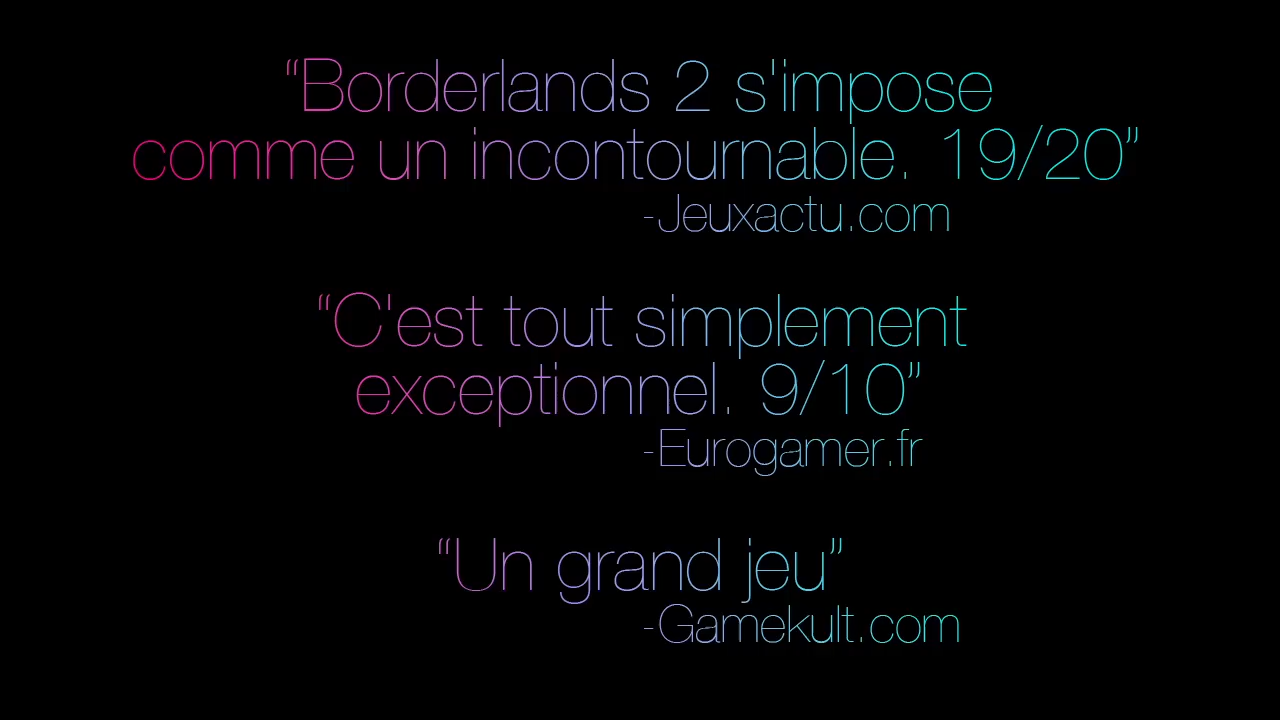 “Borderlands 2 s'impose
comme un incontournable. 19/20”
-Jeuxactu.com
“C'est tout simplement
exceptionnel. 9/10”
-Eurogamer.fr
“Un grand jeu”
-Gamekult.com